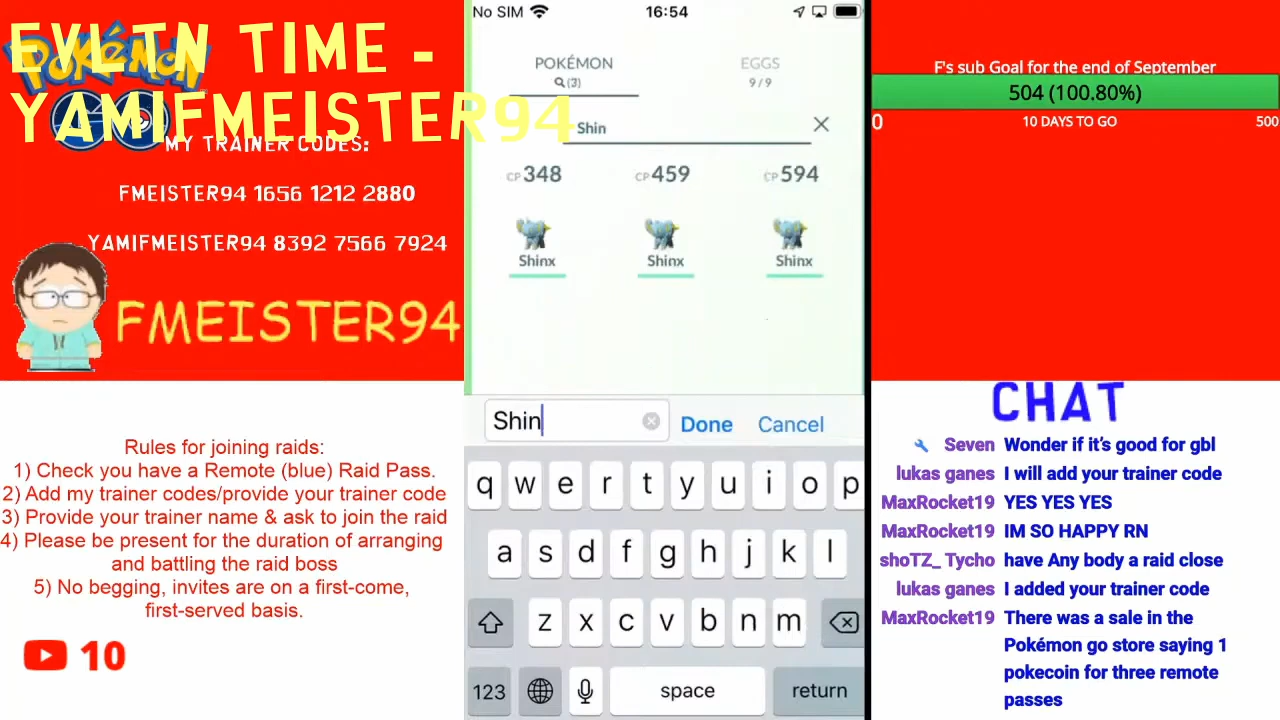 EVLTN TIME -
YAMIFMEISTER94
POKÉMON
GO
MY TRAINER CODES:
FMEISTER94 1656 1212 2880
YAMIFMEISTER94 8392 7566 7924
FMEISTER94
Rules for joining raids:
1) Check you have a Remote (blue) Raid Pass.
2) Add my trainer codes/provide your trainer code
3) Provide your trainer name & ask to join the raid
4) Please be present for the duration of arranging
and battling the raid boss
5) No begging, invites are on a first-come,
first-served basis.
10
No SIM 16:54
POKÉMON EGGS
(3) 9/9
Shin
CP348 CP459 CP594
Shinx Shinx Shinx
Shin Done Cancel
q w e r t y u i o p
a s d f g h j k l
z x c v b n m
123 space return
F's sub Goal for the end of September
504 (100.80%)
0 10 DAYS TO GO 500
CHAT
Seven Wonder if it's good for gbl
lukas ganes I will add your trainer code
MaxRocket19 YES YES YES
MaxRocket19 IM SO HAPPY RN
shoTZ_ Tycho have Any body a raid close
lukas ganes I added your trainer code
MaxRocket19 There was a sale in the
Pokémon go store saying 1
pokecoin for three remote
passes